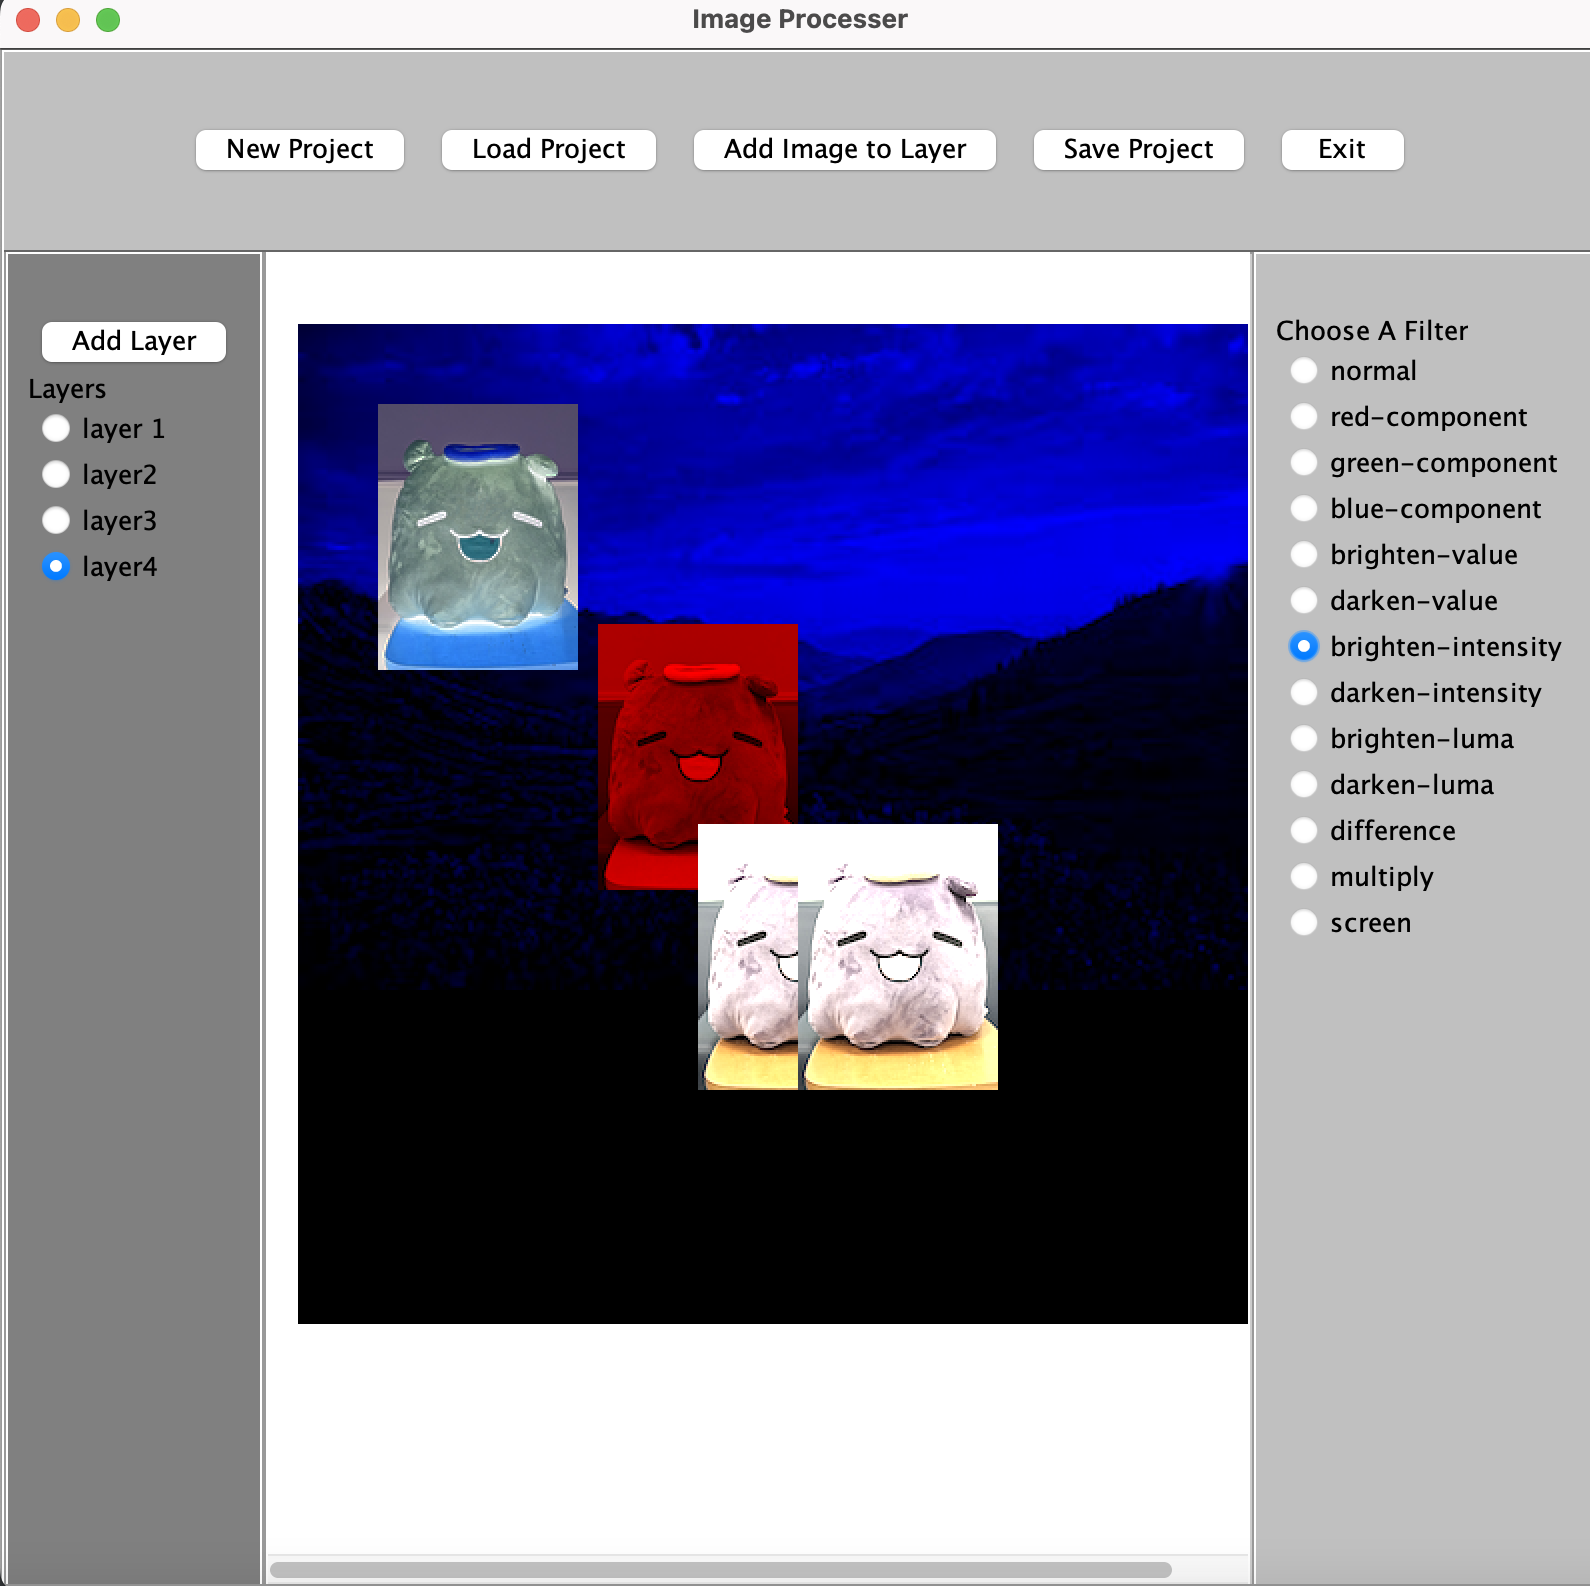 Image Processer
New Project Load Project Add Image to Layer Save Project Exit
Add Layer
Layers
layer 1
layer2
layer3
layer4
Choose A Filter
normal
red-component
green-component
blue-component
brighten-value
darken-value
brighten-intensity
darken-intensity
brighten-luma
darken-luma
difference
multiply
screen